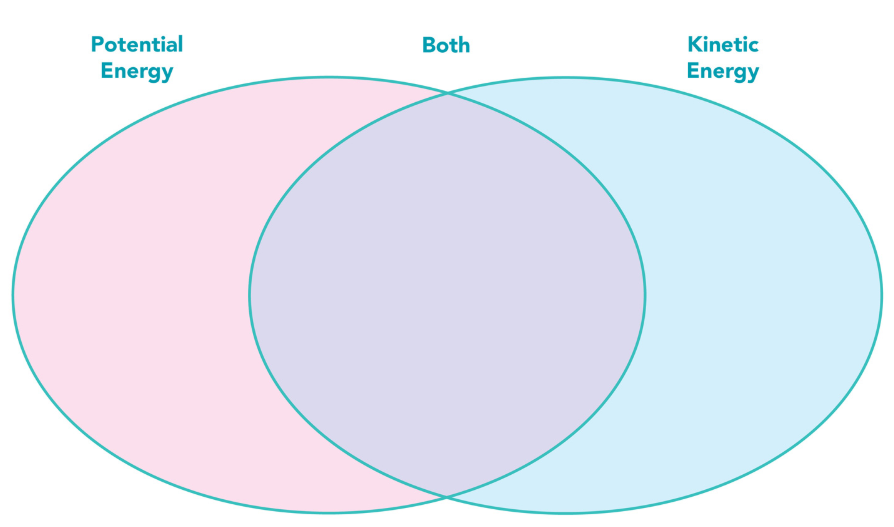 Potential
Energy
Both
Kinetic
Energy